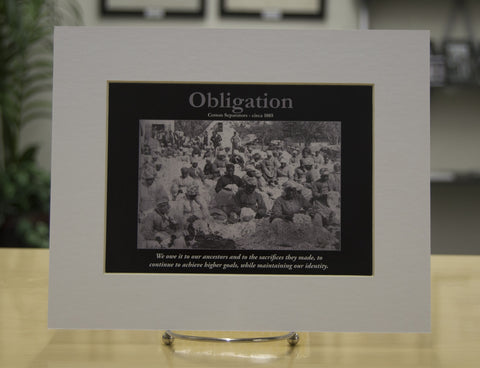 Obligation
Cotton Separators - circa 1885
We owe it to our ancestors and to the sacrifices they made, to
continue to achieve higher goals, while maintaining our identity.